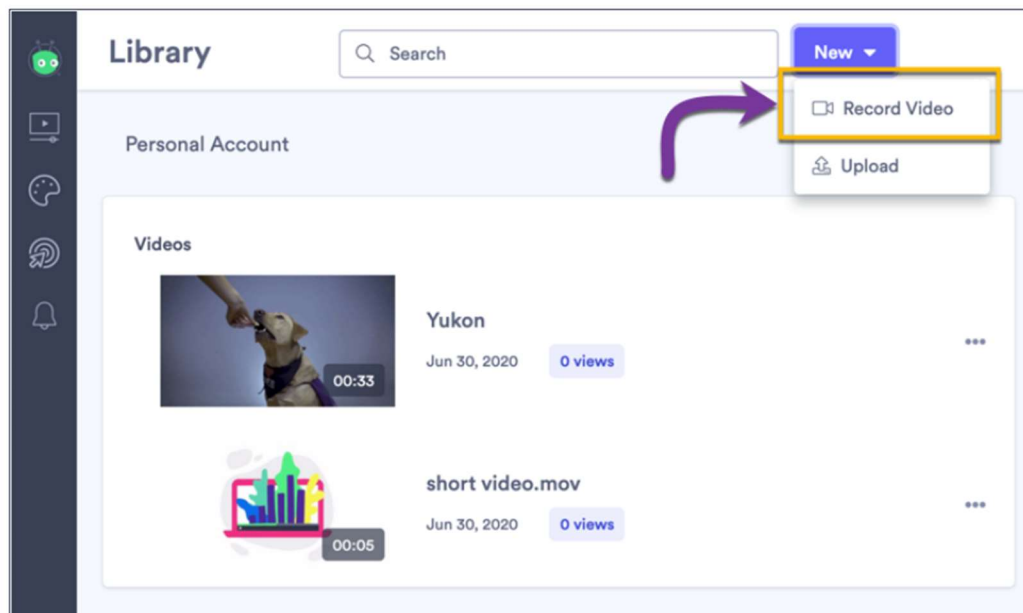 Library
Search
New
Record Video
Upload
Personal Account
Videos
Yukon
Jun 30, 2020
0 views
00:33
short video.mov
Jun 30, 2020
0 views
00:05